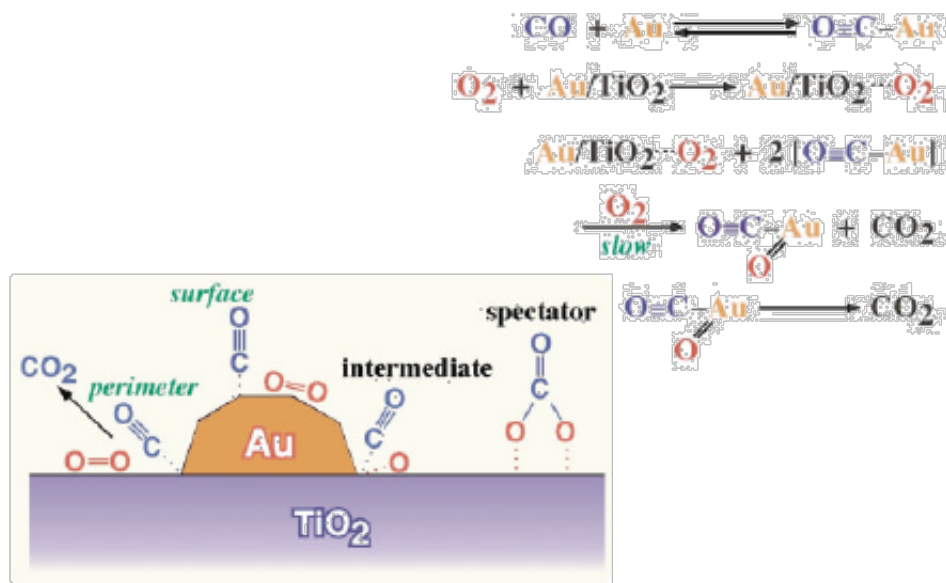 CO + Au ⇌ O≡C–Au
O₂ + Au/TiO₂ → Au/TiO₂···O₂
Au/TiO₂···O₂ + 2 [O≡C–Au]
O₂
slow
O≡C–Au + CO₂
O
O≡C–Au → CO₂
O
surface
O≡C
spectator
O
CO₂
perimeter
O=O
intermediate
C
O≡C
O≡C
O
O
Au
O=O
O
TiO₂